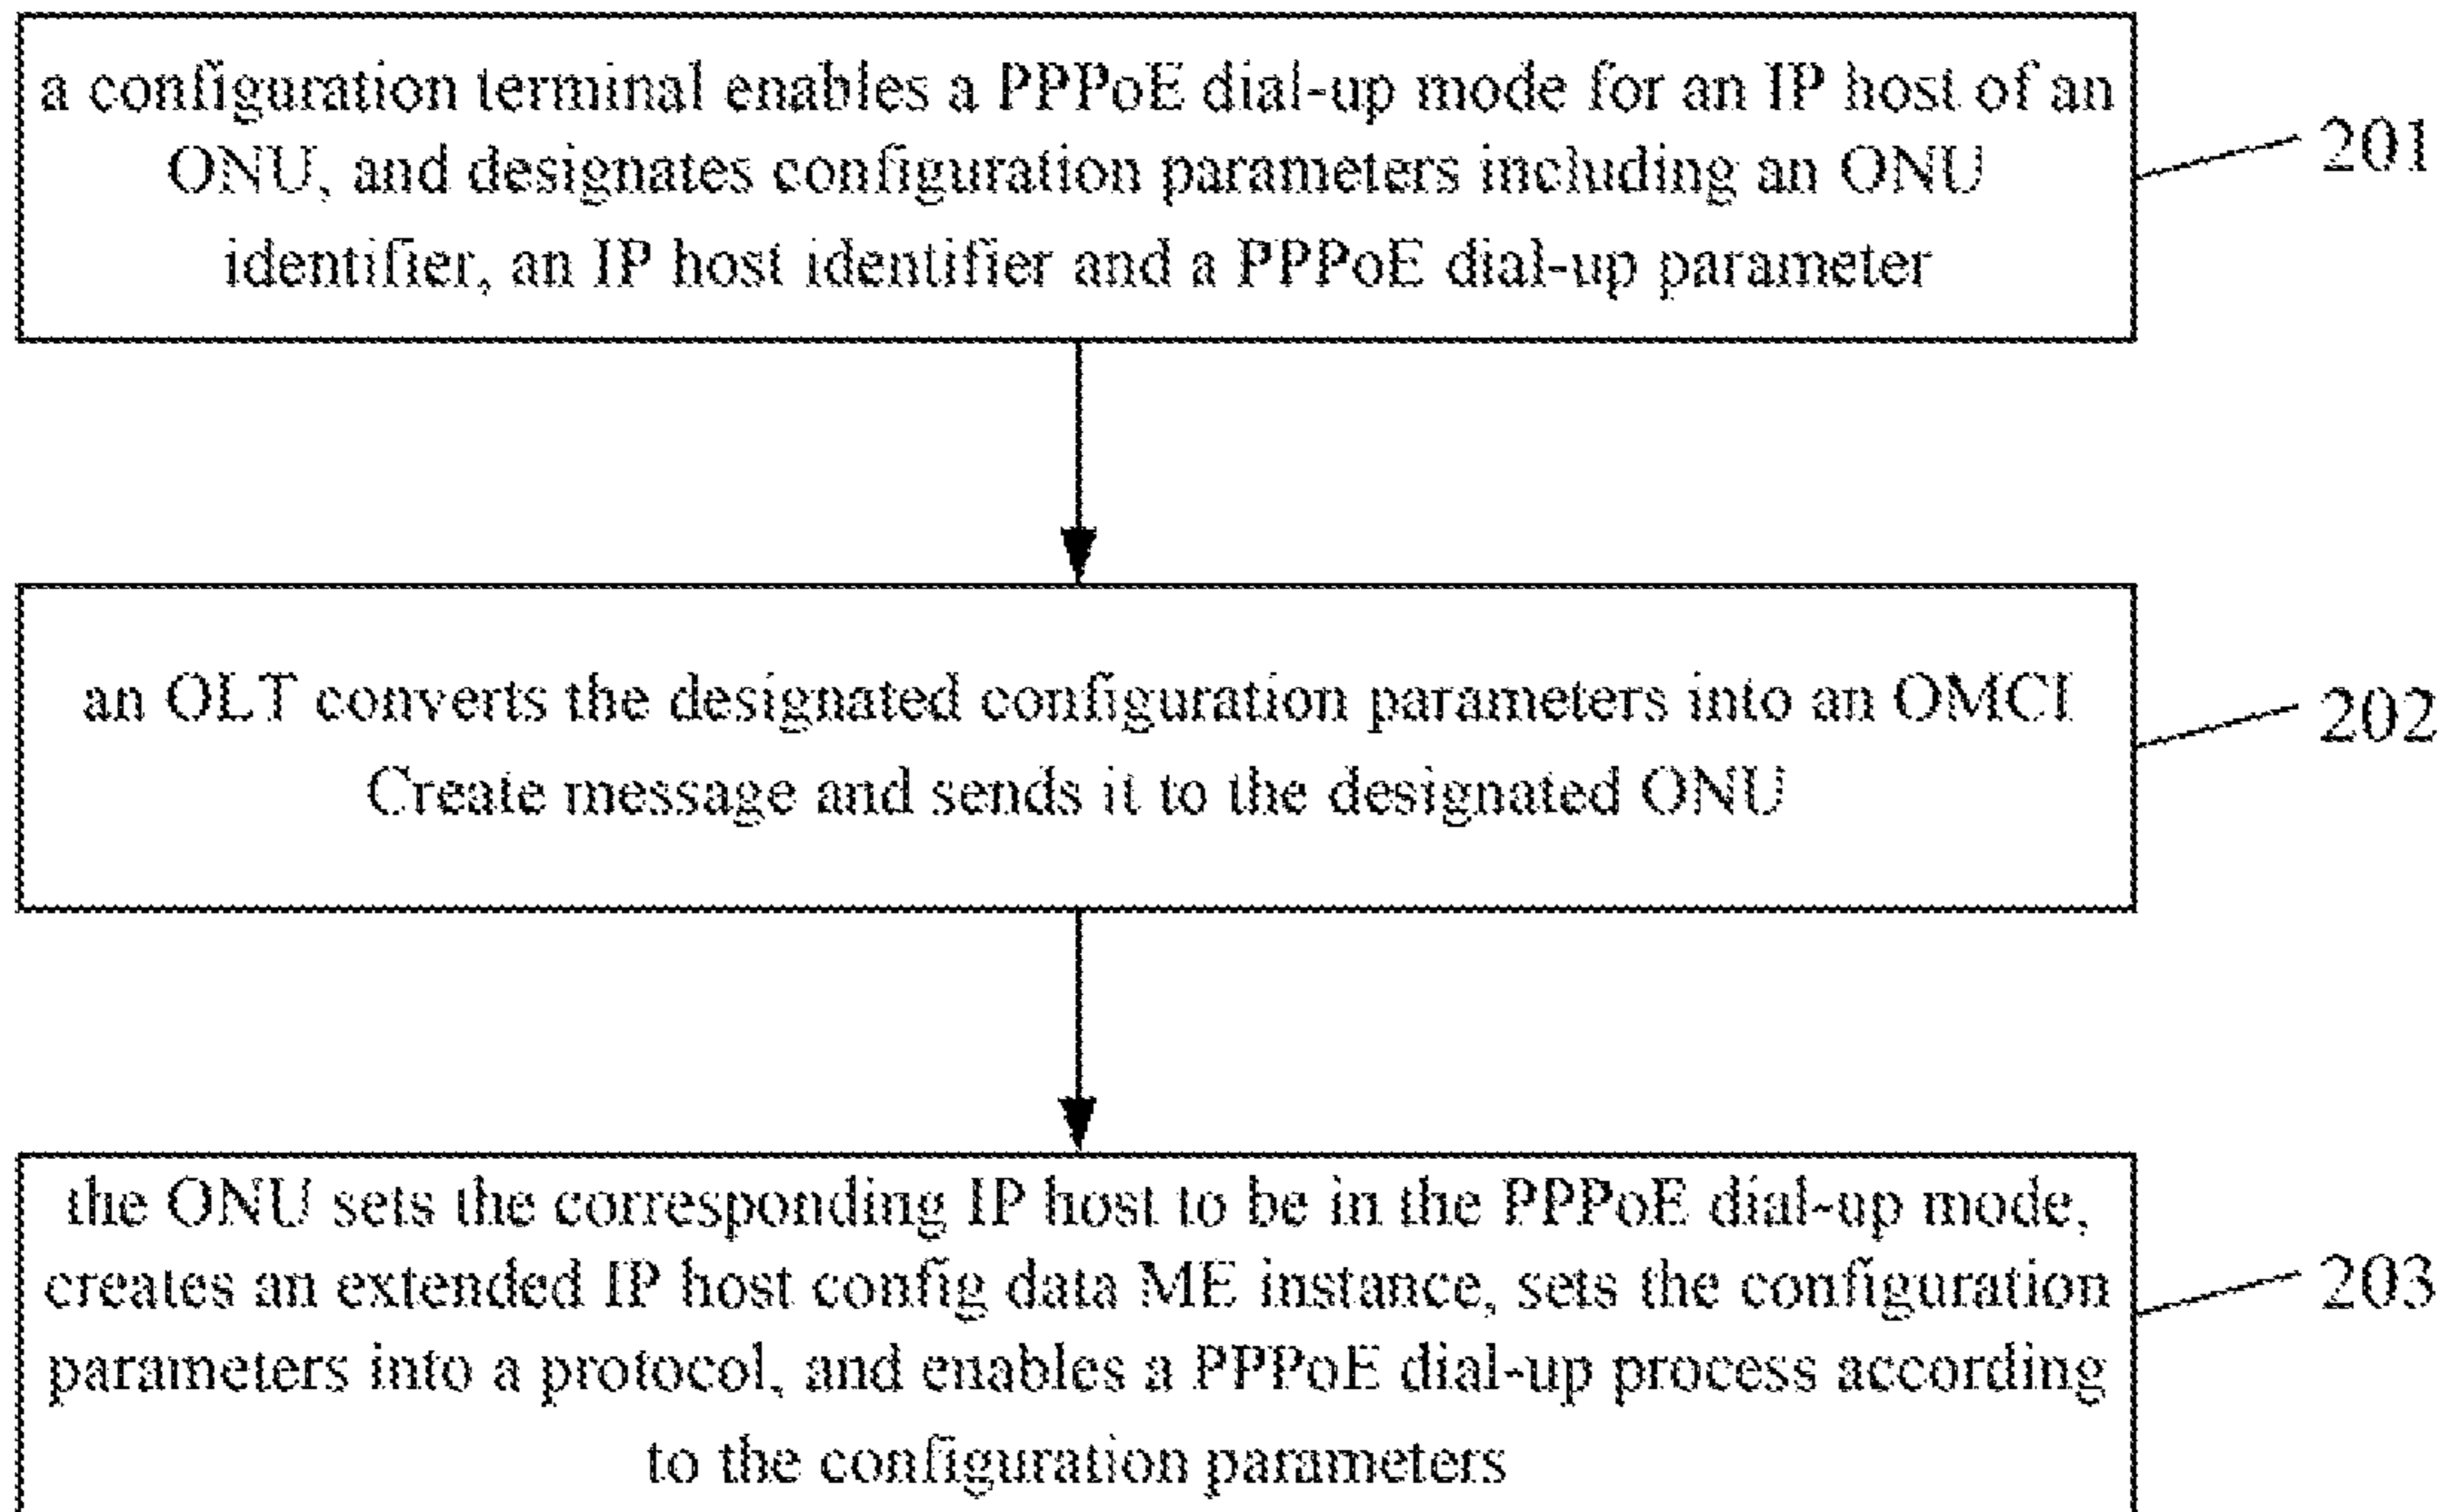 a configuration terminal enables a PPPoE dial-up mode for an IP host of an
ONU, and designates configuration parameters including an ONU
identifier, an IP host identifier and a PPPoE dial-up parameter
201
an OLT converts the designated configuration parameters into an OMCI
Create message and sends it to the designated ONU
202
the ONU sets the corresponding IP host to be in the PPPoE dial-up mode,
creates an extended IP host config data ME instance, sets the configuration
parameters into a protocol, and enables a PPPoE dial-up process according
to the configuration parameters
203